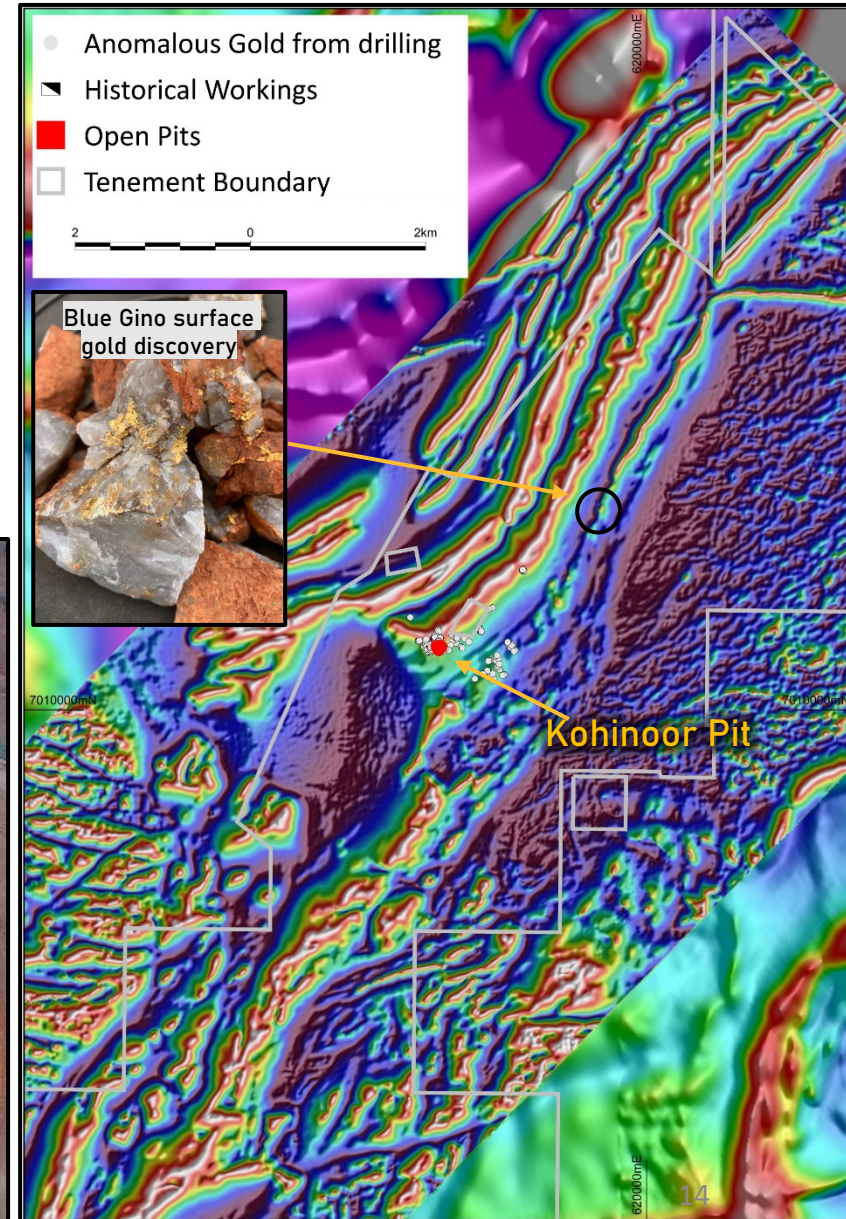 Anomalous Gold from drilling
Historical Workings
Open Pits
Tenement Boundary
2 0 2km
620000mE
Blue Gino surface
gold discovery
7010000mN
7010000mN
Kohinoor Pit
620000mE
14